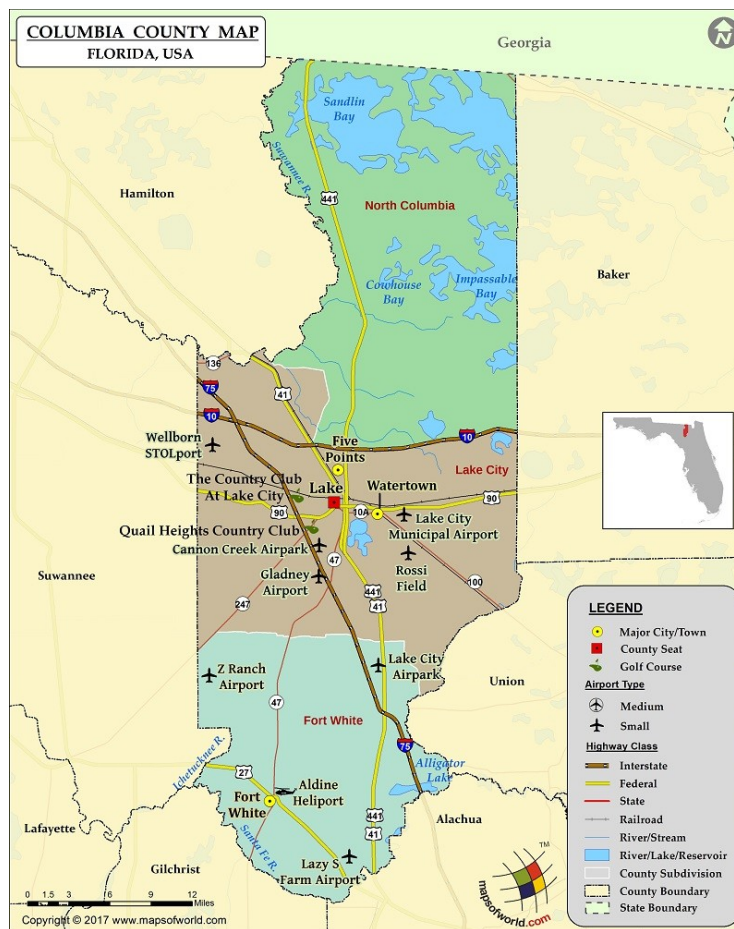 COLUMBIA COUNTY MAP
FLORIDA, USA
Georgia
N
Sandlin
Bay
Suwannee R.
Hamilton
441
North Columbia
Cowhouse
Bay
Impassable
Bay
Baker
136
75
41
10
10
Wellborn
STOLport
Five
Points
Lake City
The Country Club
At Lake City
Lake
Watertown
90
90
10A
Quail Heights Country Club
Lake City
Municipal Airport
Cannon Creek Airpark
47
Rossi
Field
Gladney
Airport
Suwannee
100
441
41
247
Lake City
Airpark
Z Ranch
Airport
Union
47
Fort White
75
Ichetucknee R.
Alligator
Lake
27
Aldine
Heliport
Fort
White
441
41
Alachua
Lafayette
Santa Fe R.
Gilchrist
Lazy S
Farm Airport
0 1.5 3 6 9 12
Miles
Copyright © 2017 www.mapsofworld.com
mapsofworld.com
TM
LEGEND
Major City/Town
County Seat
Golf Course
Airport Type
Medium
Small
Highway Class
Interstate
Federal
State
Railroad
River/Stream
River/Lake/Reservoir
County Subdivision
County Boundary
State Boundary